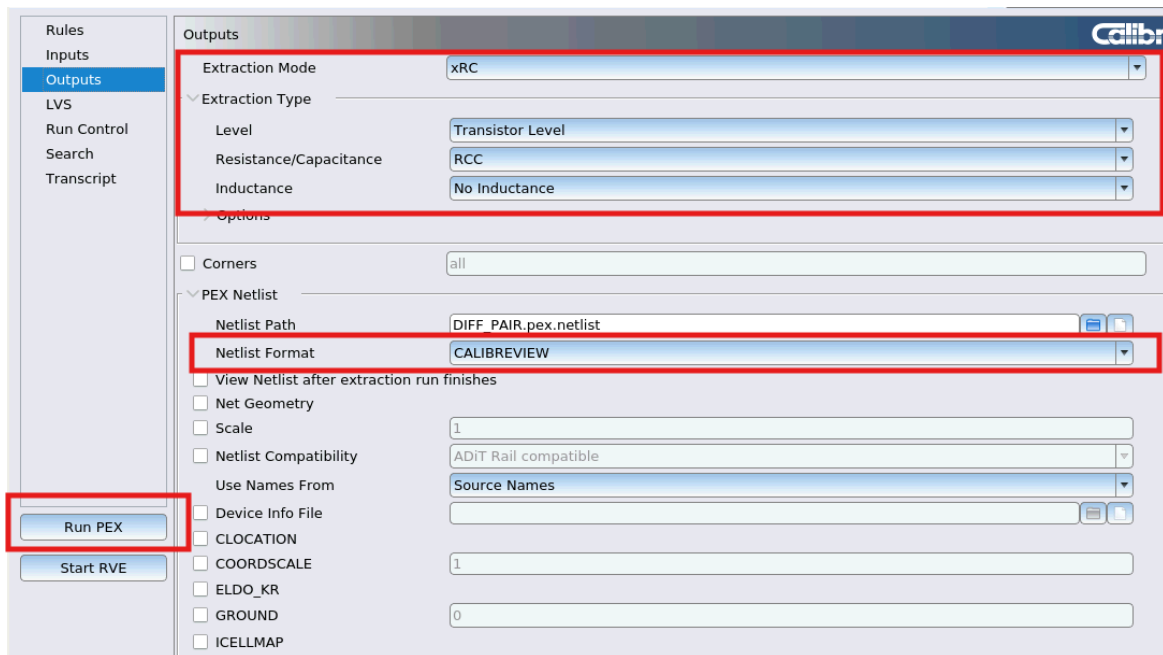 Rules
Inputs
Outputs
LVS
Run Control
Search
Transcript
Run PEX
Start RVE
Outputs
Extraction Mode xRC
Extraction Type
Level Transistor Level
Resistance/Capacitance RCC
Inductance No Inductance
Options
Corners all
PEX Netlist
Netlist Path DIFF_PAIR.pex.netlist
Netlist Format CALIBREVIEW
View Netlist after extraction run finishes
Net Geometry
Scale 1
Netlist Compatibility ADiT Rail compatible
Use Names From Source Names
Device Info File
CLOCATION
COORDSCALE 1
ELDO_KR
GROUND 0
ICELLMAP